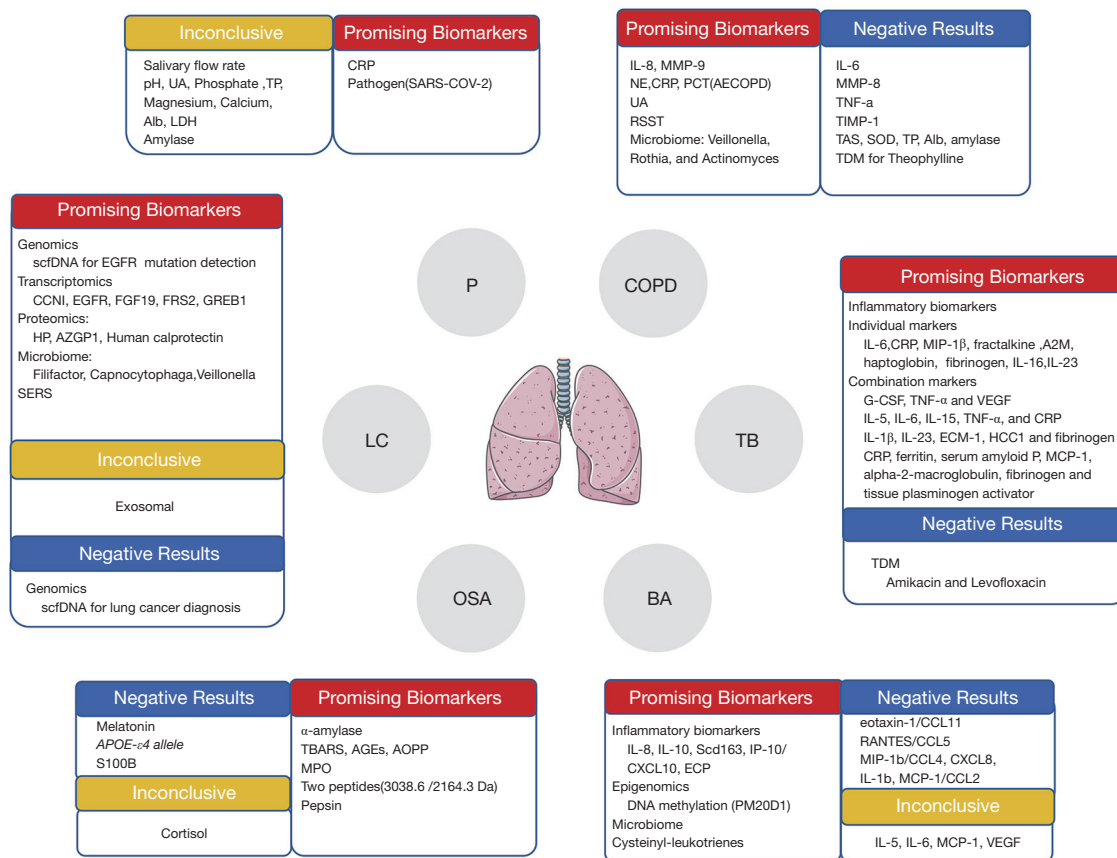 Inconclusive
Salivary flow rate
pH, UA, Phosphate ,TP,
Magnesium, Calcium,
Alb, LDH
Amylase
Promising Biomarkers
CRP
Pathogen(SARS-COV-2)
Promising Biomarkers
IL-8, MMP-9
NE,CRP, PCT(AECOPD)
UA
RSST
Microbiome: Veillonella,
Rothia, and Actinomyces
Negative Results
IL-6
MMP-8
TNF-a
TIMP-1
TAS, SOD, TP, Alb, amylase
TDM for Theophylline
Promising Biomarkers
Genomics
scfDNA for EGFR mutation detection
Transcriptomics
CCNI, EGFR, FGF19, FRS2, GREB1
Proteomics:
HP, AZGP1, Human calprotectin
Microbiome:
Filifactor, Capnocytophaga,Veillonella
SERS
Inconclusive
Exosomal
Negative Results
Genomics
scfDNA for lung cancer diagnosis
P
COPD
LC
TB
OSA
BA
Promising Biomarkers
Inflammatory biomarkers
Individual markers
IL-6,CRP, MIP-1β, fractalkine ,A2M,
haptoglobin, fibrinogen, IL-16,IL-23
Combination markers
G-CSF, TNF-α and VEGF
IL-5, IL-6, IL-15, TNF-α, and CRP
IL-1β, IL-23, ECM-1, HCC1 and fibrinogen
CRP, ferritin, serum amyloid P, MCP-1,
alpha-2-macroglobulin, fibrinogen and
tissue plasminogen activator
Negative Results
TDM
Amikacin and Levofloxacin
Negative Results
Melatonin
APOE-ε4 allele
S100B
Inconclusive
Cortisol
Promising Biomarkers
α-amylase
TBARS, AGEs, AOPP
MPO
Two peptides(3038.6 /2164.3 Da)
Pepsin
Promising Biomarkers
Inflammatory biomarkers
IL-8, IL-10, Scd163, IP-10/
CXCL10, ECP
Epigenomics
DNA methylation (PM20D1)
Microbiome
Cysteinyl-leukotrienes
Negative Results
eotaxin-1/CCL11
RANTES/CCL5
MIP-1b/CCL4, CXCL8,
IL-1b, MCP-1/CCL2
Inconclusive
IL-5, IL-6, MCP-1, VEGF